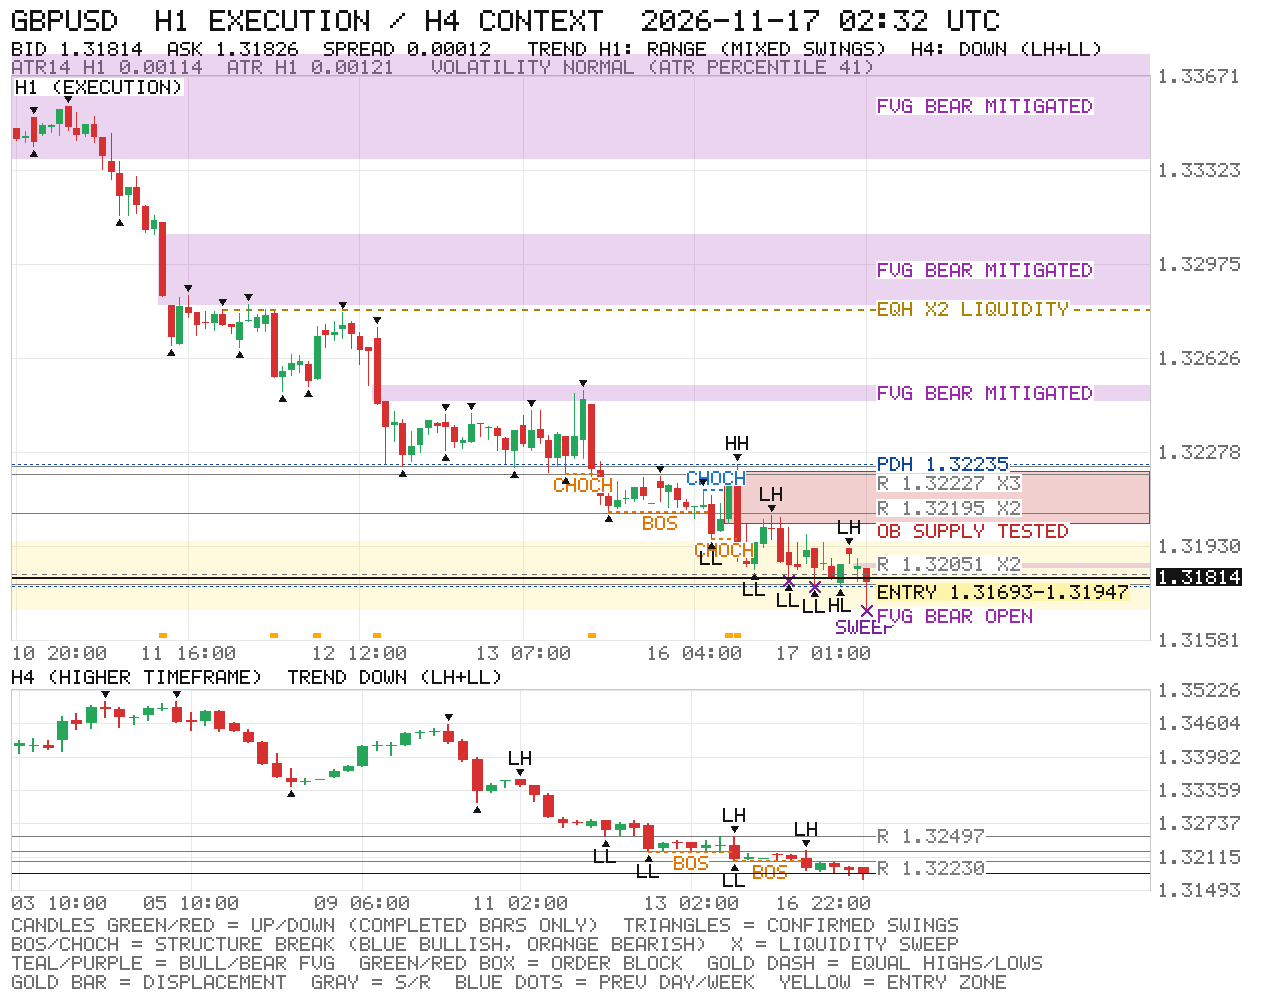 GBPUSD  H1 EXECUTION / H4 CONTEXT  2026-11-17 02:32 UTC
BID 1.31814  ASK 1.31826  SPREAD 0.00012  TREND H1: RANGE (MIXED SWINGS)  H4: DOWN (LH+LL)
ATR14 H1 0.00114  ATR H1 0.00121  VOLATILITY NORMAL (ATR PERCENTILE 41)
H1 (EXECUTION)
1.33671
FVG BEAR MITIGATED
1.33323
1.32975
FVG BEAR MITIGATED
EQH X2 LIQUIDITY
1.32626
FVG BEAR MITIGATED
HH
1.32278
PDH 1.32235
CHOCH
CHOCH
R 1.32227 X3
LH
R 1.32195 X2
BOS
LH
OB SUPPLY TESTED
1.31930
CHOCH
LL
R 1.32051 X2
1.31814
LL
ENTRY 1.31693-1.31947
LL
LL
HL
FVG BEAR OPEN
SWEEP
1.31581
10 20:00  11 16:00  12 12:00  13 07:00  16 04:00  17 01:00
H4 (HIGHER TIMEFRAME)  TREND DOWN (LH+LL)
1.35226
1.34604
1.33982
LH
1.33359
LH
1.32737
LH
R 1.32497
LL
BOS
1.32115
LL
BOS
R 1.32230
LL
1.31493
03 10:00  05 10:00  09 06:00  11 02:00  13 02:00  16 22:00
CANDLES GREEN/RED = UP/DOWN (COMPLETED BARS ONLY)  TRIANGLES = CONFIRMED SWINGS
BOS/CHOCH = STRUCTURE BREAK (BLUE BULLISH, ORANGE BEARISH)  X = LIQUIDITY SWEEP
TEAL/PURPLE = BULL/BEAR FVG  GREEN/RED BOX = ORDER BLOCK  GOLD DASH = EQUAL HIGHS/LOWS
GOLD BAR = DISPLACEMENT  GRAY = S/R  BLUE DOTS = PREV DAY/WEEK  YELLOW = ENTRY ZONE